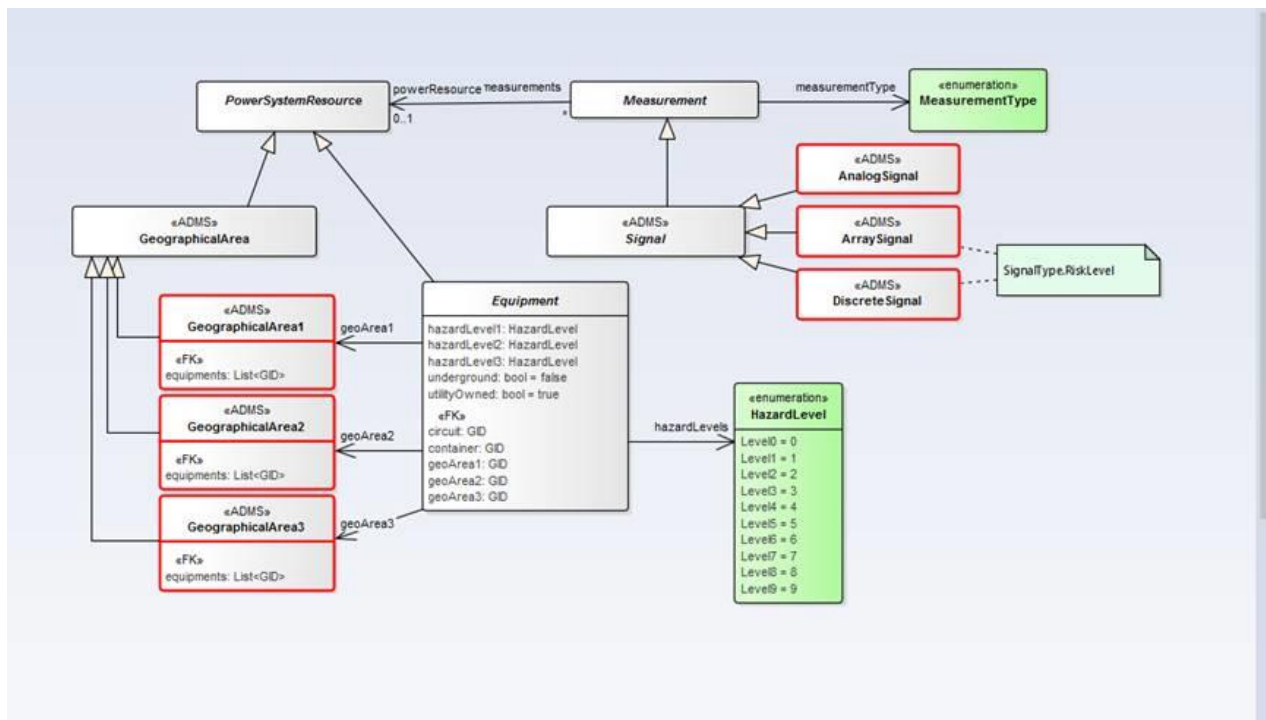 PowerSystemResource
powerResource
measurements
0..1
*
Measurement
measurementType
«enumeration»
MeasurementType
«ADMS»
AnalogSignal
«ADMS»
GeographicalArea
«ADMS»
Signal
«ADMS»
ArraySignal
SignalType.RiskLevel
«ADMS»
DiscreteSignal
«ADMS»
GeographicalArea1
«FK»
equipments: List<GID>
geoArea1
«ADMS»
GeographicalArea2
«FK»
equipments: List<GID>
geoArea2
«ADMS»
GeographicalArea3
«FK»
equipments: List<GID>
geoArea3
Equipment
hazardLevel1: HazardLevel
hazardLevel2: HazardLevel
hazardLevel3: HazardLevel
underground: bool = false
utilityOwned: bool = true
«FK»
circuit: GID
container: GID
geoArea1: GID
geoArea2: GID
geoArea3: GID
hazardLevels
«enumeration»
HazardLevel
Level0 = 0
Level1 = 1
Level2 = 2
Level3 = 3
Level4 = 4
Level5 = 5
Level6 = 6
Level7 = 7
Level8 = 8
Level9 = 9